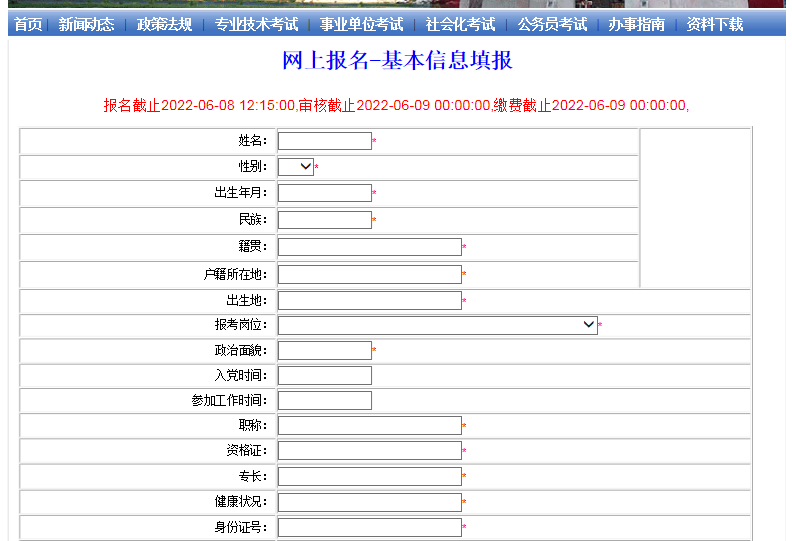 首页 | 新闻动态 | 政策法规 | 专业技术考试 | 事业单位考试 | 社会化考试 | 公务员考试 | 办事指南 | 资料下载
网上报名-基本信息填报
报名截止2022-06-08 12:15:00,审核截止2022-06-09 00:00:00,缴费截止2022-06-09 00:00:00,
姓名: *
性别: *
出生年月: *
民族: *
籍贯: *
户籍所在地: *
出生地: *
报考岗位: *
政治面貌: *
入党时间:
参加工作时间:
职称: *
资格证: *
专长: *
健康状况: *
身份证号: *